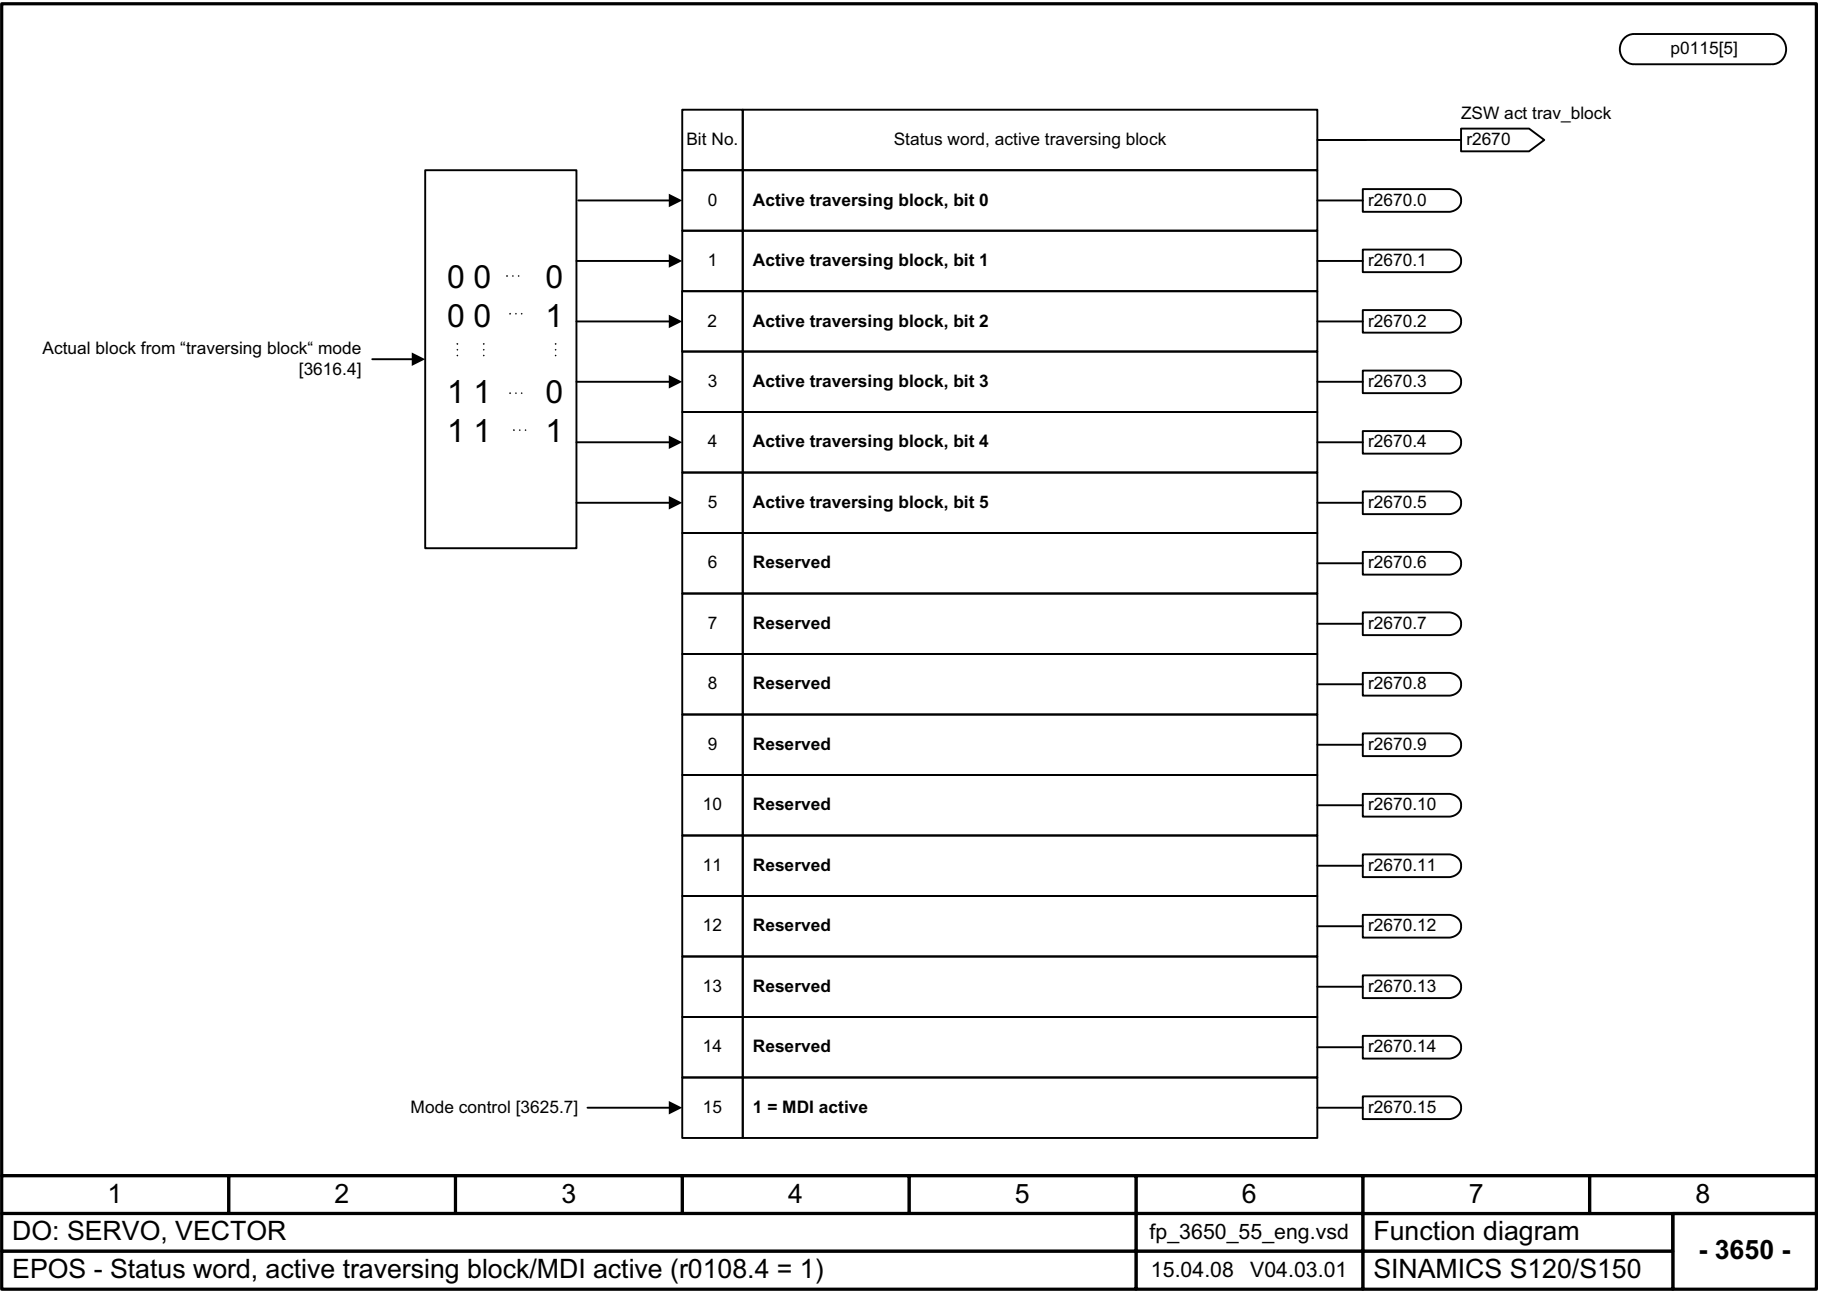 p0115[5]
ZSW act trav_block
Bit No. Status word, active traversing block r2670
0 Active traversing block, bit 0 r2670.0
1 Active traversing block, bit 1 r2670.1
0 0 ... 0
0 0 ... 1
2 Active traversing block, bit 2 r2670.2
Actual block from “traversing block“ mode
[3616.4]
⋮ ⋮ ⋮
1 1 ... 0
1 1 ... 1
3 Active traversing block, bit 3 r2670.3
4 Active traversing block, bit 4 r2670.4
5 Active traversing block, bit 5 r2670.5
6 Reserved r2670.6
7 Reserved r2670.7
8 Reserved r2670.8
9 Reserved r2670.9
10 Reserved r2670.10
11 Reserved r2670.11
12 Reserved r2670.12
13 Reserved r2670.13
14 Reserved r2670.14
Mode control [3625.7] 15 1 = MDI active r2670.15
1 2 3 4 5 6 7 8
DO: SERVO, VECTOR fp_3650_55_eng.vsd Function diagram
- 3650 -
EPOS - Status word, active traversing block/MDI active (r0108.4 = 1) 15.04.08 V04.03.01 SINAMICS S120/S150